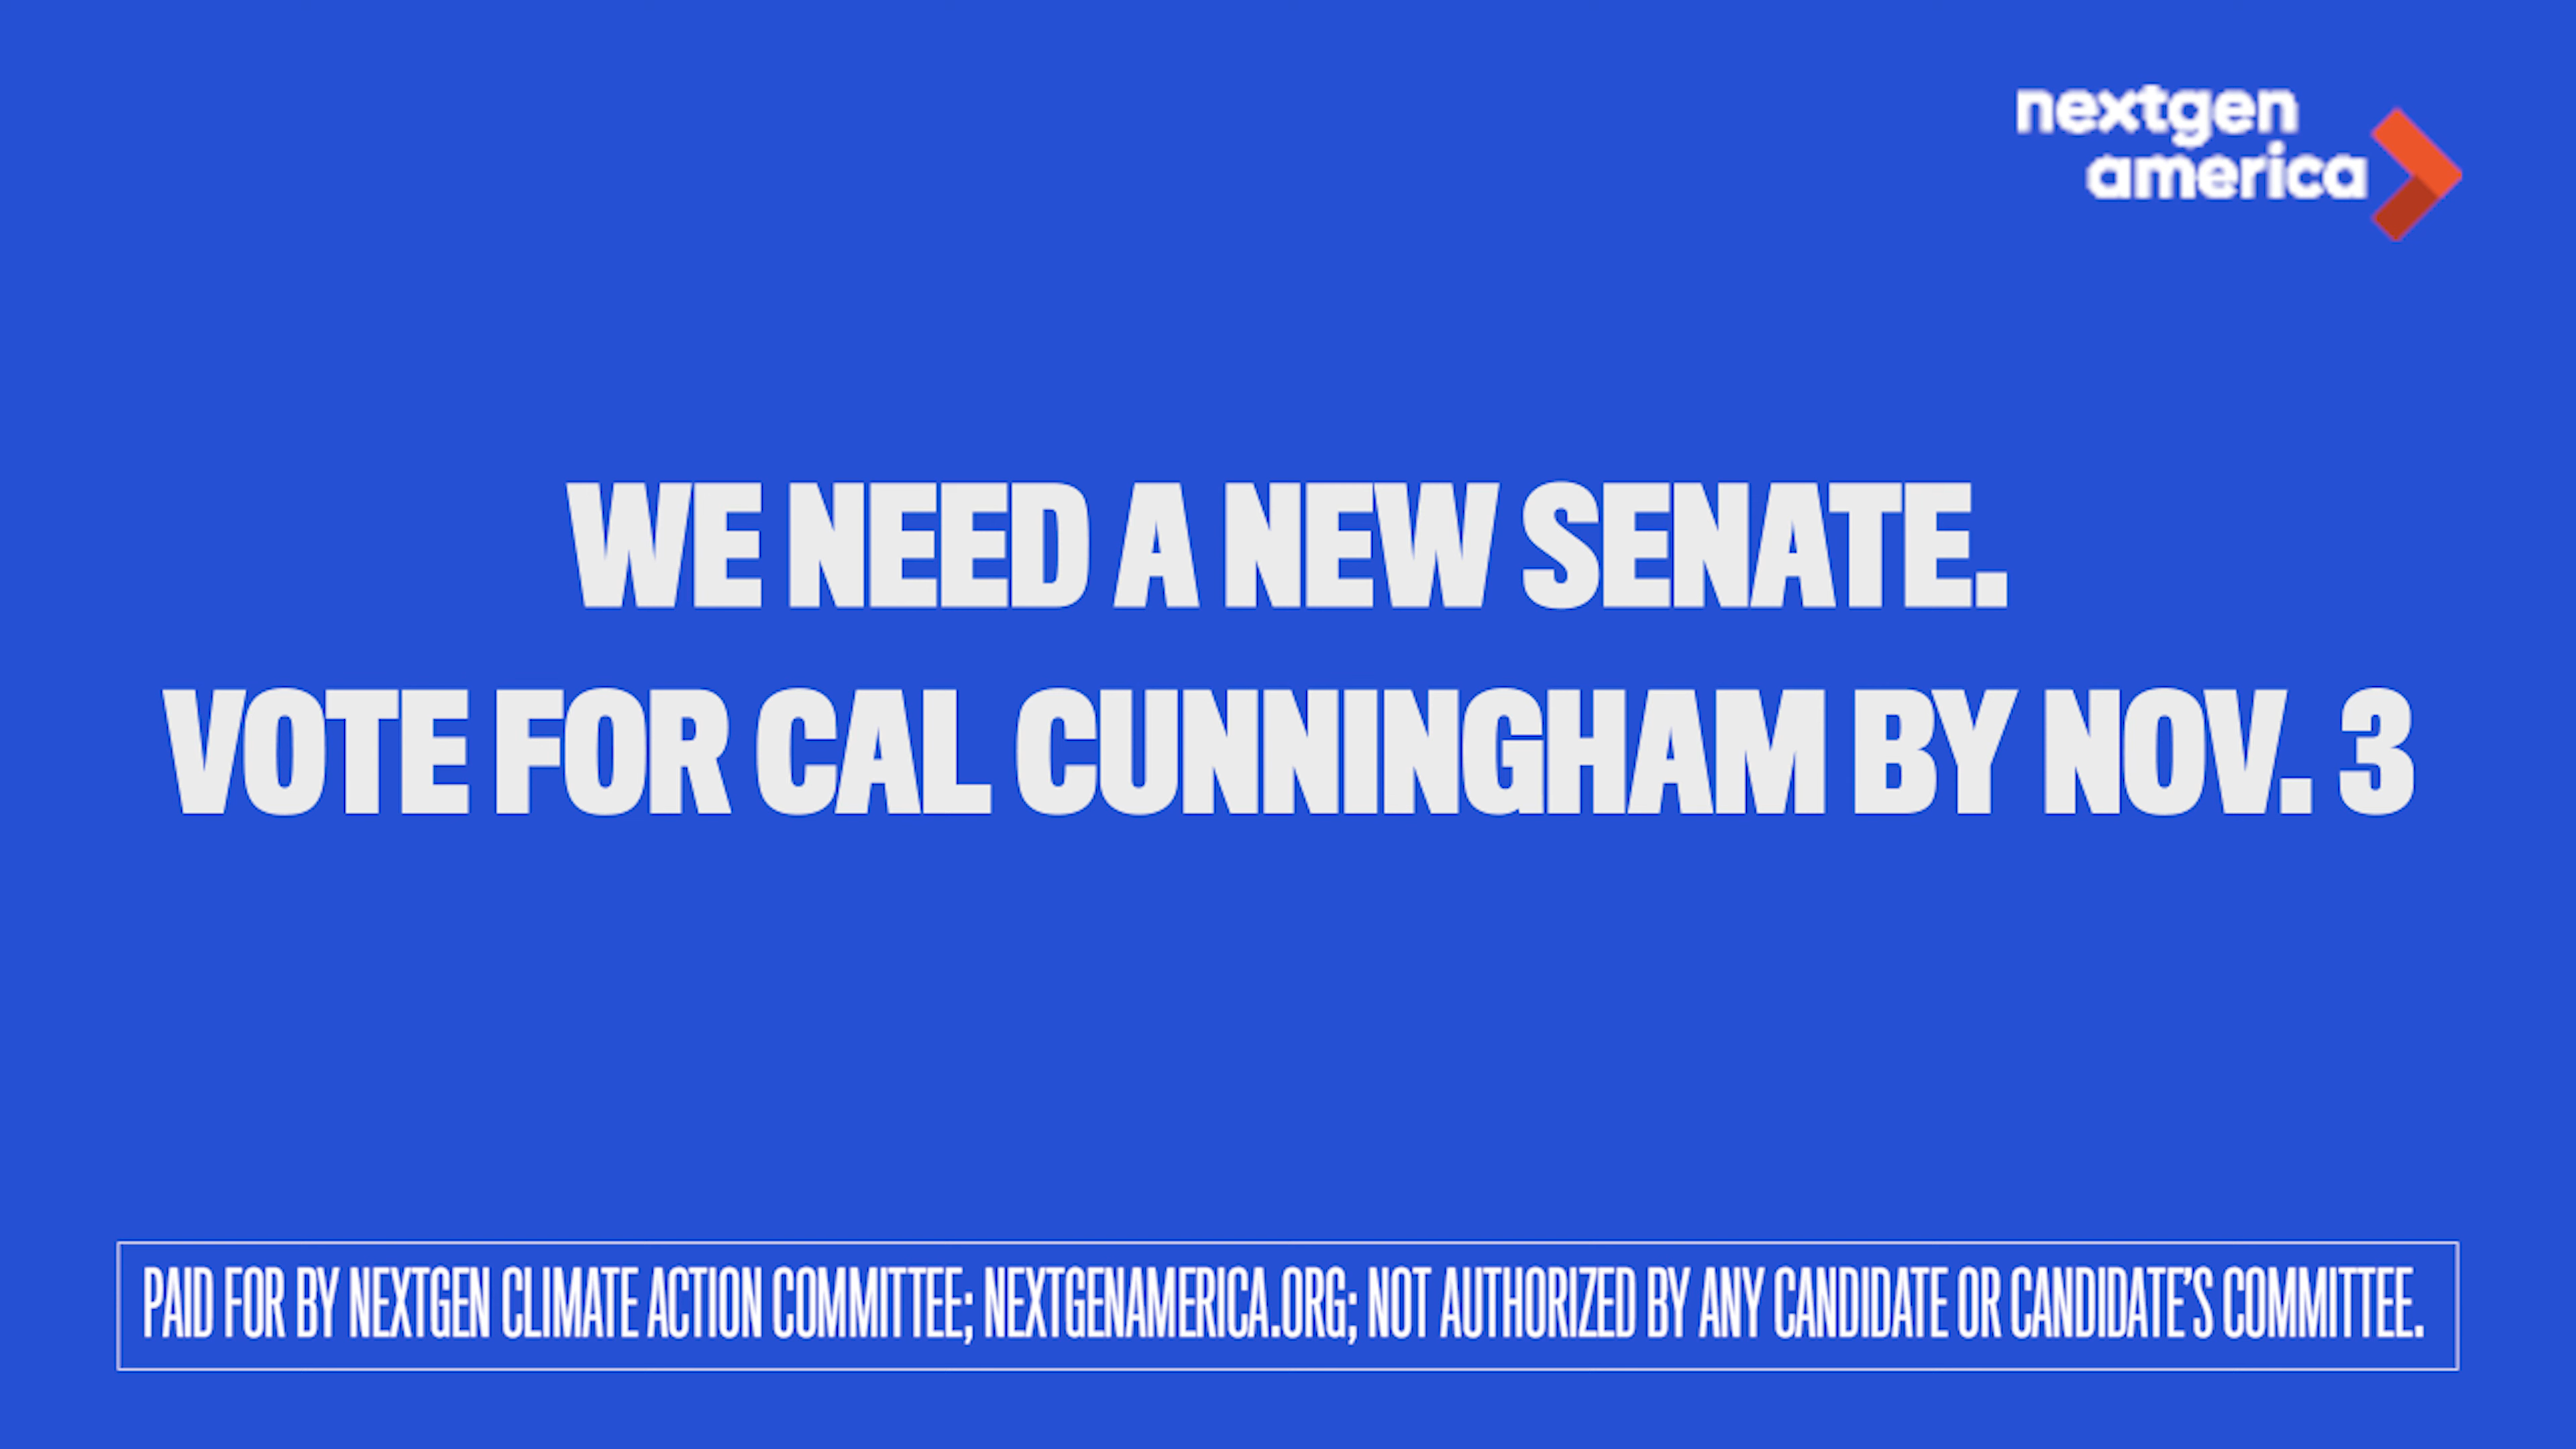 nextgen
america
WE NEED A NEW SENATE.
VOTE FOR CAL CUNNINGHAM BY NOV. 3
PAID FOR BY NEXTGEN CLIMATE ACTION COMMITTEE; NEXTGENAMERICA.ORG; NOT AUTHORIZED BY ANY CANDIDATE OR CANDIDATE'S COMMITTEE.